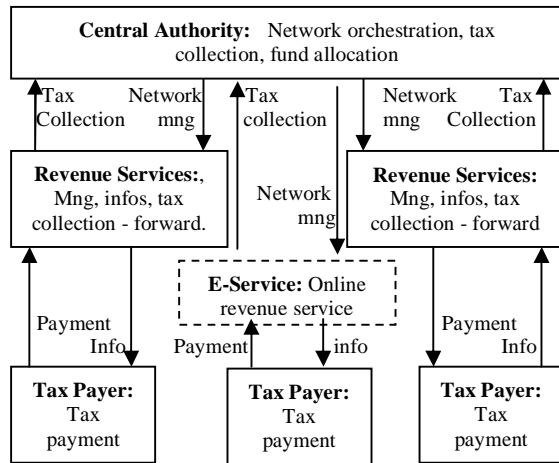 Central Authority: Network orchestration, tax
collection, fund allocation
Tax
Collection
Network
mng
Tax
collection
Network
mng
Tax
Collection
Revenue Services:,
Mng, infos, tax
collection - forward.
Network
mng
Revenue Services:
Mng, infos, tax
collection - forward
E-Service: Online
revenue service
Payment
Info
Payment
info
Payment
Info
Tax Payer:
Tax
payment
Tax Payer:
Tax
payment
Tax Payer:
Tax
payment